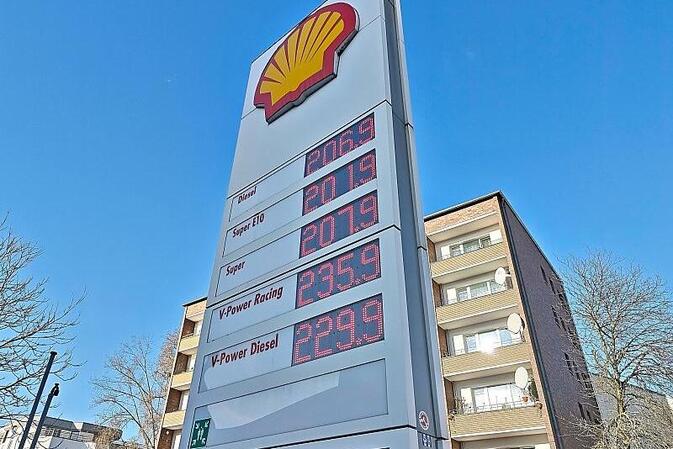 Diesel 206.9
Super E10 201.9
Super 207.9
V-Power Racing 235.9
V-Power Diesel 229.9